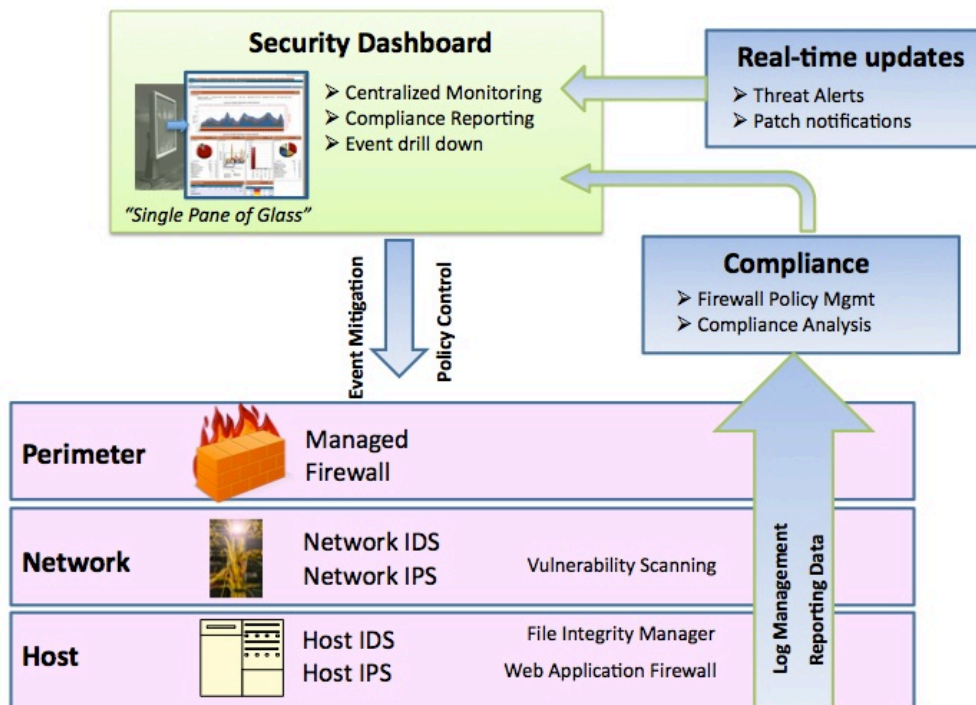 Security Dashboard
➢ Centralized Monitoring
➢ Compliance Reporting
➢ Event drill down
“Single Pane of Glass”
Real-time updates
➢ Threat Alerts
➢ Patch notifications
Compliance
➢ Firewall Policy Mgmt
➢ Compliance Analysis
Event Mitigation
Policy Control
Perimeter
Managed
Firewall
Network
Network IDS
Network IPS
Vulnerability Scanning
Host
Host IDS
Host IPS
File Integrity Manager
Web Application Firewall
Log Management
Reporting Data